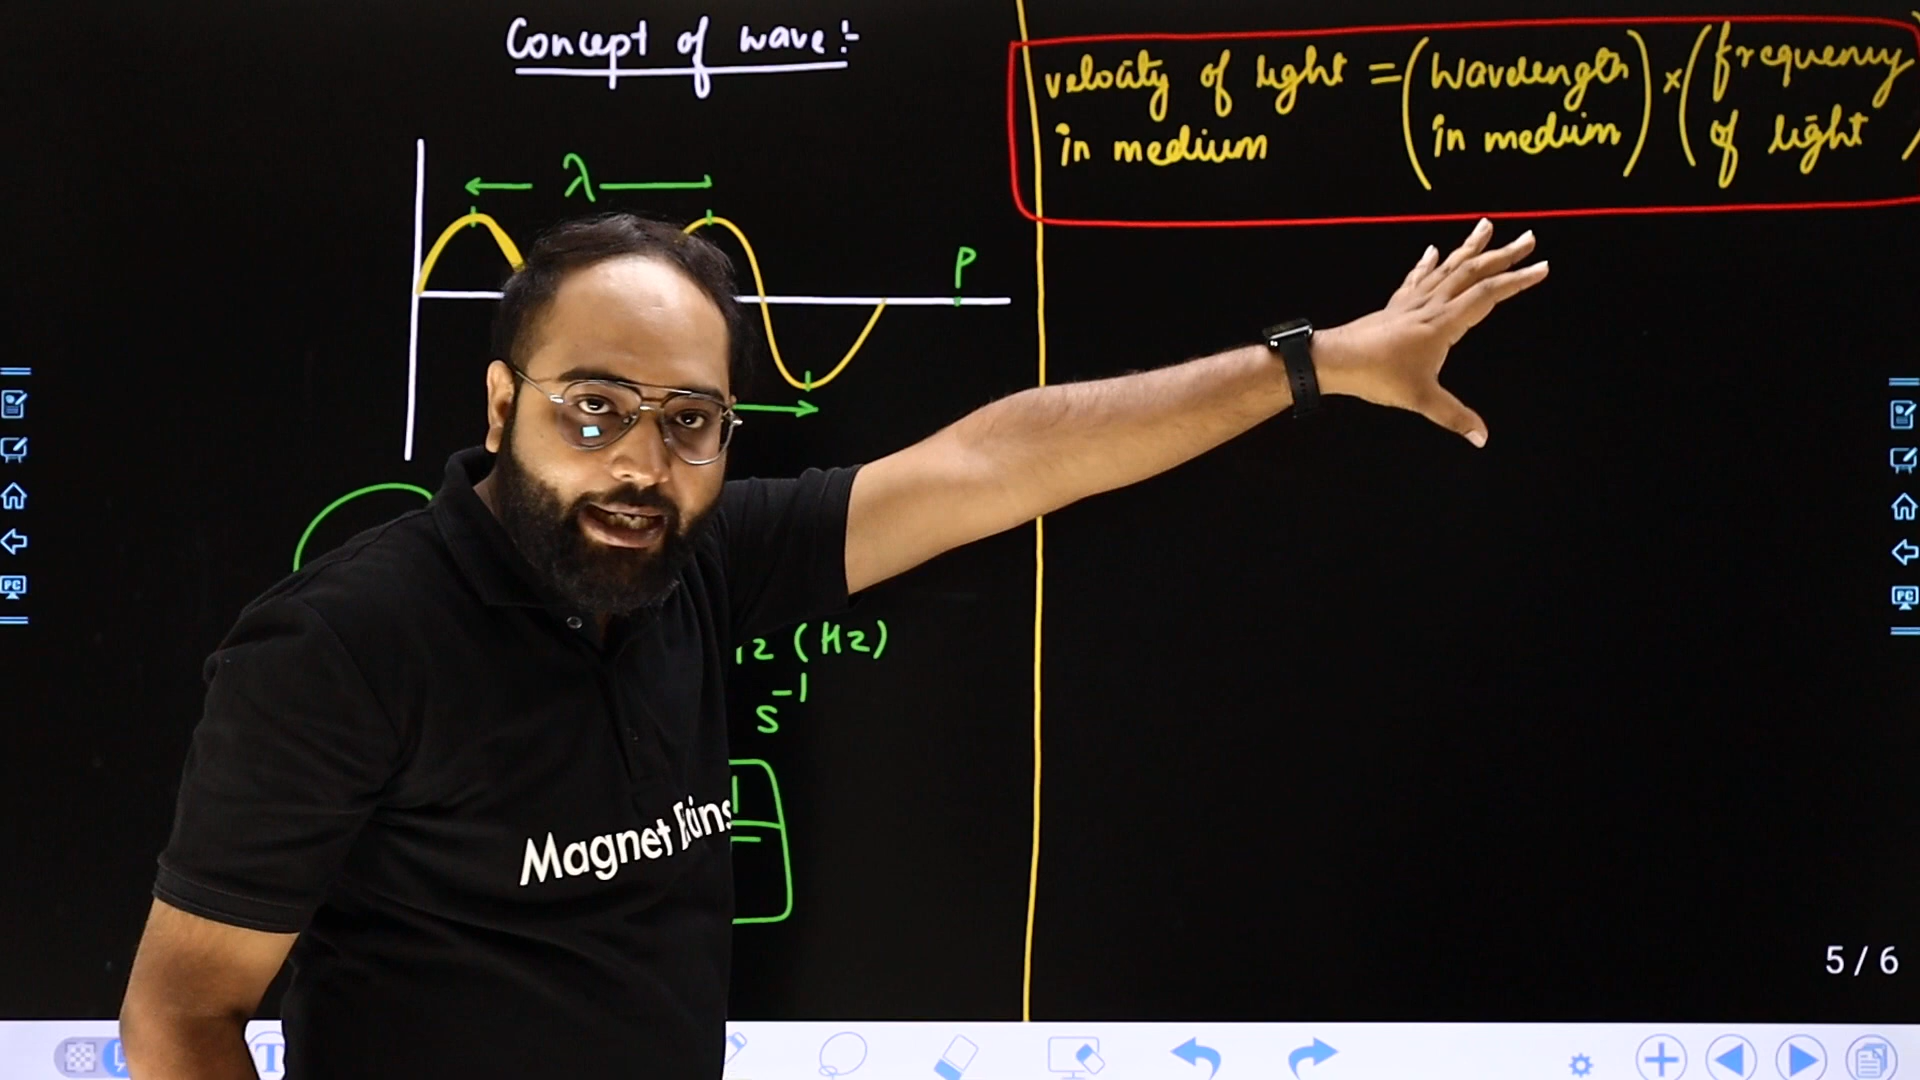 Concept of wave:-
velocity of light = (wavelength) × (frequency
in medium (in medium) of light)
λ
P
(Hz)
s⁻¹
Magnet
5 / 6